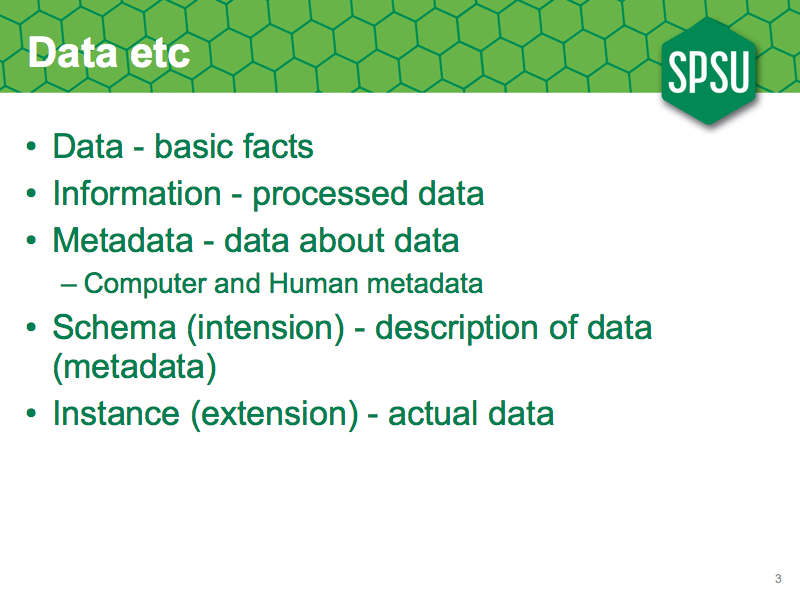 Data etc
SPSU
• Data - basic facts
• Information - processed data
• Metadata - data about data
– Computer and Human metadata
• Schema (intension) - description of data
(metadata)
• Instance (extension) - actual data
3